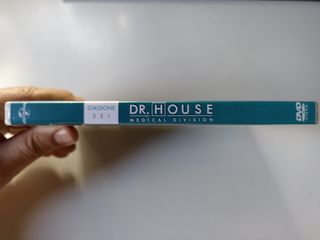 STAGIONE
SEI
DR. HOUSE
MEDICAL DIVISION
DVD